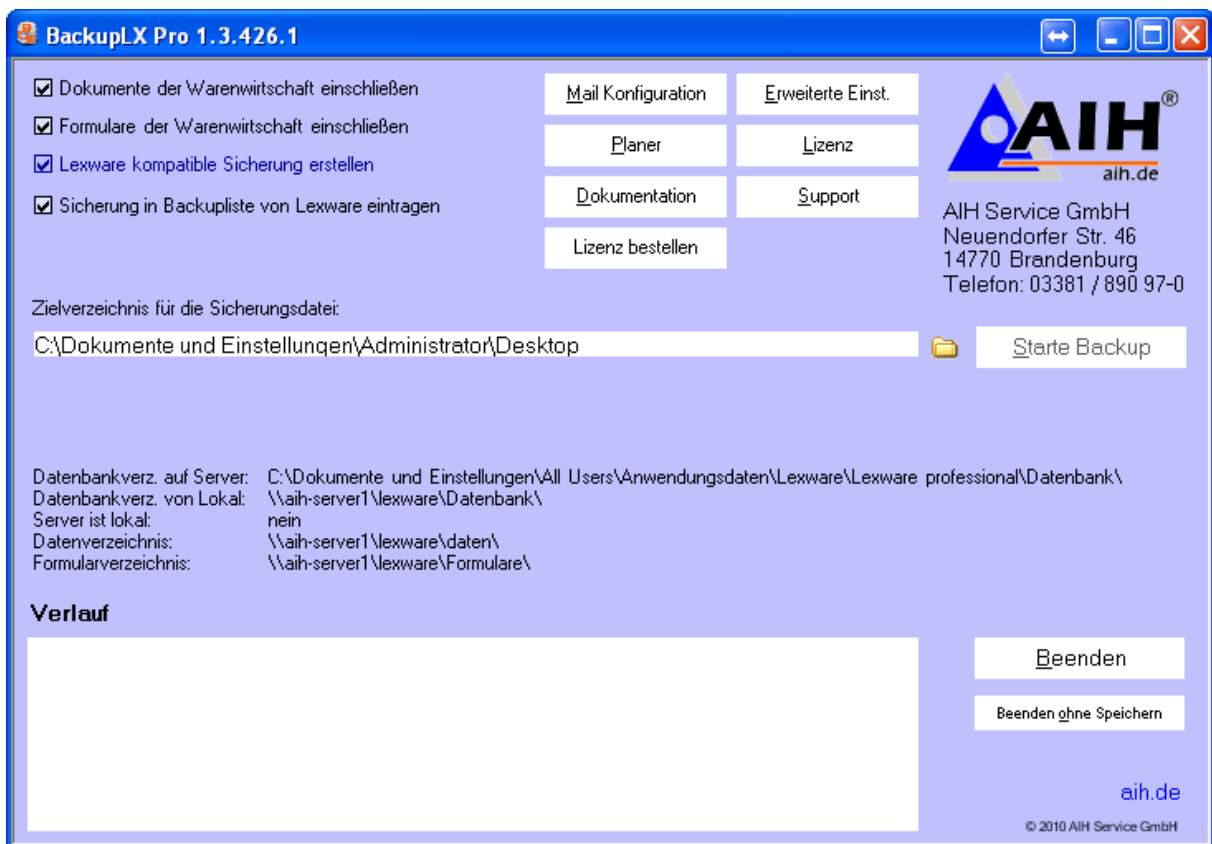 BackupLX Pro 1.3.426.1
Dokumente der Warenwirtschaft einschließen
Formulare der Warenwirtschaft einschließen
Lexware kompatible Sicherung erstellen
Sicherung in Backupliste von Lexware eintragen
Mail Konfiguration
Erweiterte Einst.
Planer
Lizenz
Dokumentation
Support
Lizenz bestellen
AIH®
aih.de
AIH Service GmbH
Neuendorfer Str. 46
14770 Brandenburg
Telefon: 03381 / 890 97-0
Zielverzeichnis für die Sicherungsdatei:
C:\Dokumente und Einstellungen\Administrator\Desktop
Starte Backup
Datenbankverz. auf Server: C:\Dokumente und Einstellungen\All Users\Anwendungsdaten\Lexware\Lexware professional\Datenbank\
Datenbankverz. von Lokal: \\aih-server1\lexware\Datenbank\
Server ist lokal: nein
Datenverzeichnis: \\aih-server1\lexware\daten\
Formularverzeichnis: \\aih-server1\lexware\Formulare\
Verlauf
Beenden
Beenden ohne Speichern
aih.de
© 2010 AIH Service GmbH